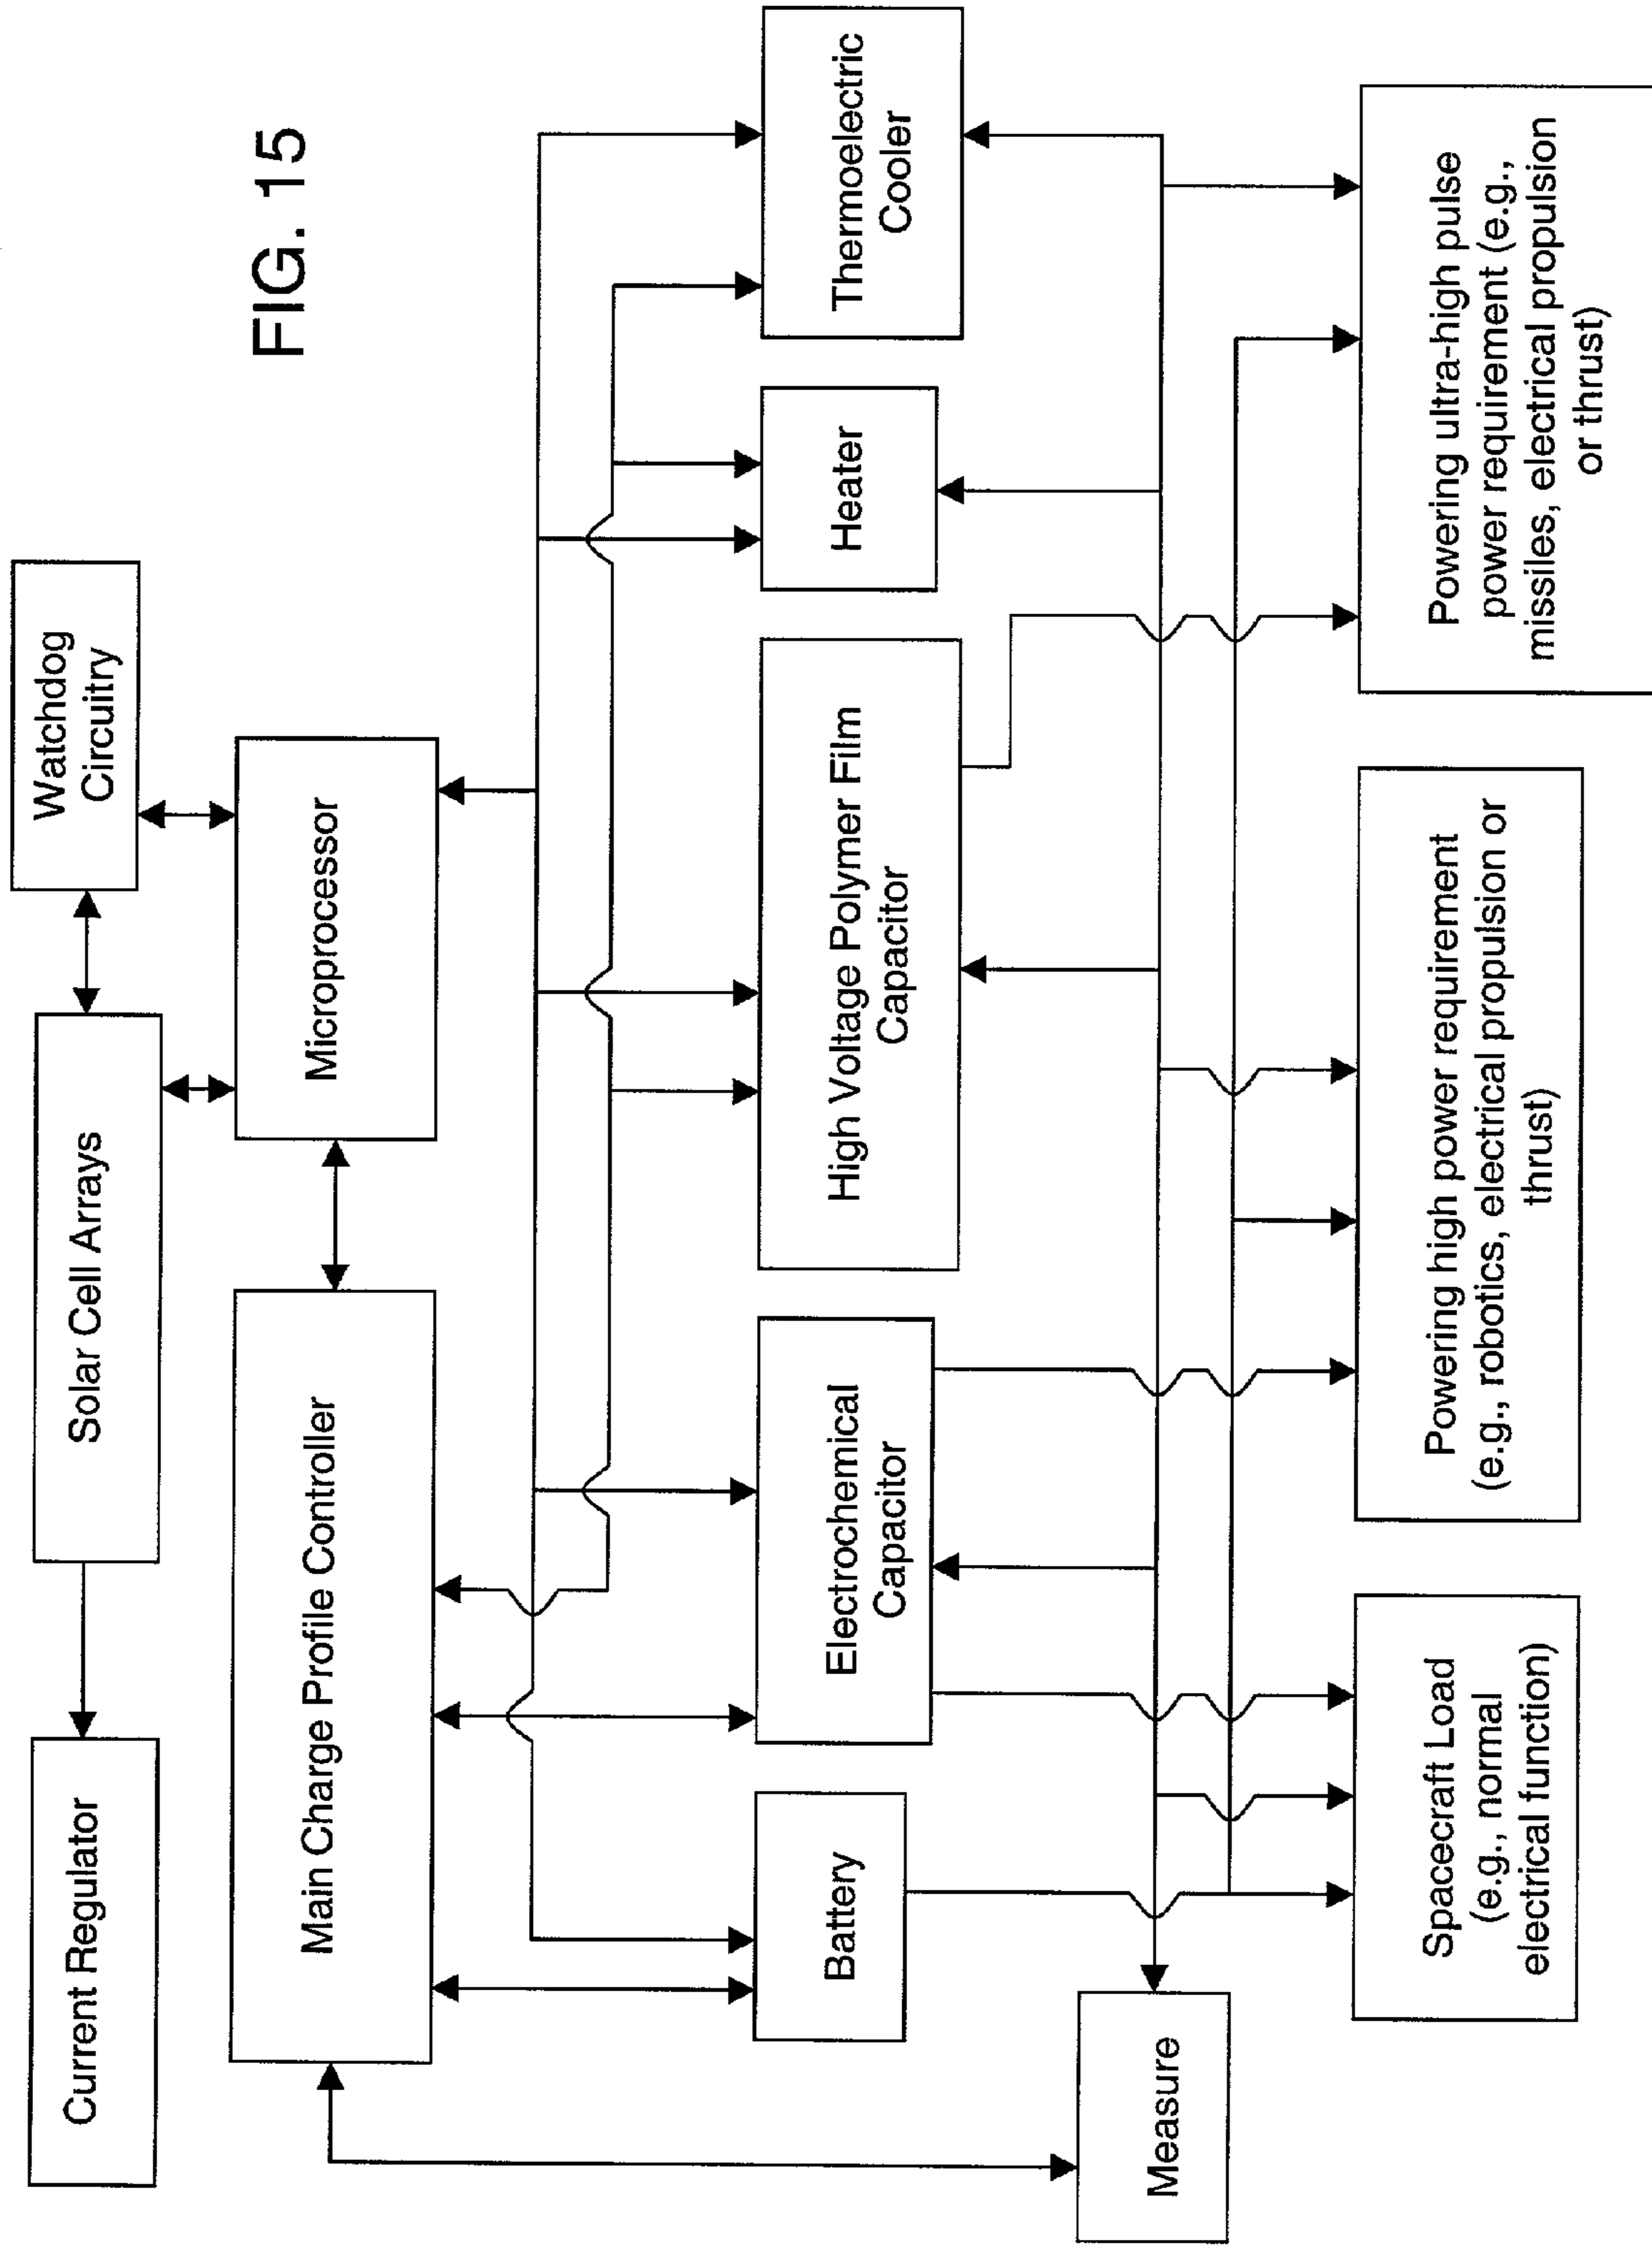 FIG. 15
Current Regulator
Solar Cell Arrays
Watchdog
Circuitry
Main Charge Profile Controller
Microprocessor
Battery
Electrochemical
Capacitor
High Voltage Polymer Film
Capacitor
Heater
Thermoelectric
Cooler
Measure
Spacecraft Load
(e.g., normal
electrical function)
Powering high power requirement
(e.g., robotics, electrical propulsion or
thrust)
Powering ultra-high pulse
power requirement (e.g.,
missiles, electrical propulsion
or thrust)